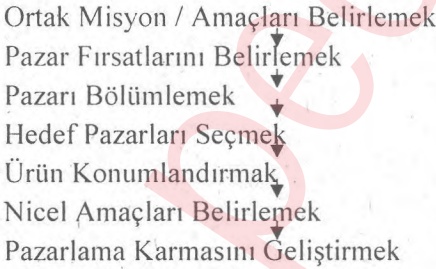 Ortak Misyon / Amaçları Belirlemek
Pazar Fırsatlarını Belirlemek
Pazarı Bölümlemek
Hedef Pazarları Seçmek
Ürün Konumlandırmak
Nicel Amaçları Belirlemek
Pazarlama Karmasını Geliştirmek